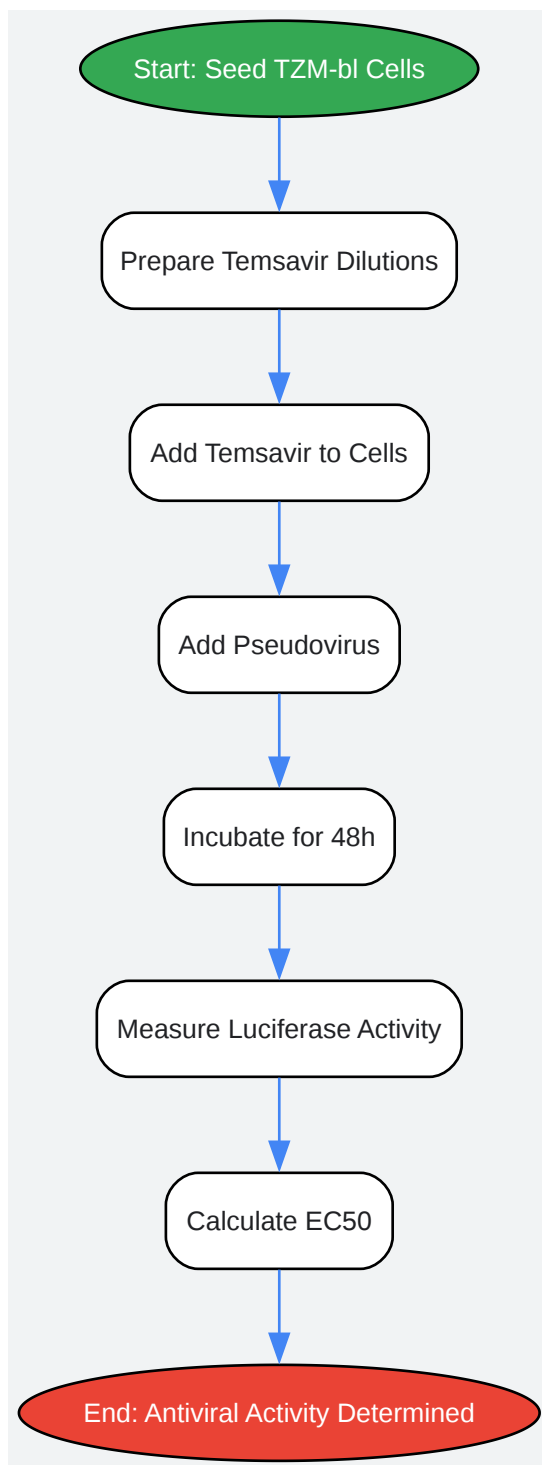 Start: Seed TZM-bl Cells
Prepare Temsavir Dilutions
Add Temsavir to Cells
Add Pseudovirus
Incubate for 48h
Measure Luciferase Activity
Calculate EC50
End: Antiviral Activity Determined